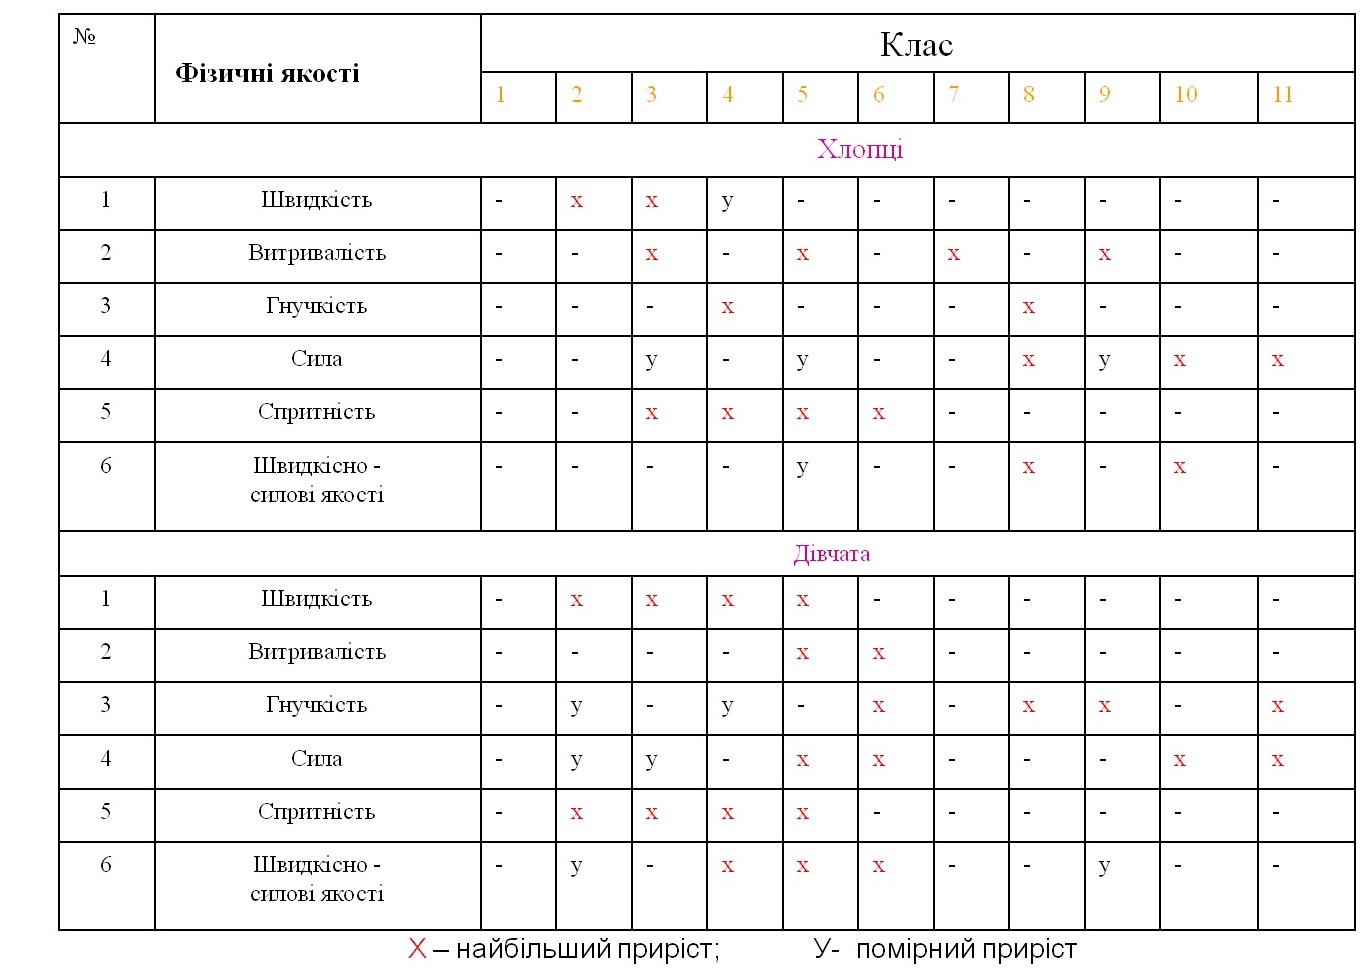 № Фізичні якості Клас
1 2 3 4 5 6 7 8 9 10 11
Хлопці
1 Швидкість - х х у - - - - - - -
2 Витривалість - - х - х - х - х - -
3 Гнучкість - - - х - - - х - - -
4 Сила - - у - у - - х у х х
5 Спритність - - х х х х - - - - -
6 Швидкісно - - - - - у - - х - х -
силові якості
Дівчата
1 Швидкість - х х х х - - - - - -
2 Витривалість - - - - х х - - - - -
3 Гнучкість - у - у - х - х х - х
4 Сила - у у - х х - - - х х
5 Спритність - х х х х - - - - - -
6 Швидкісно - - у - х х х - - у - -
силові якості
Х – найбільший приріст; У- помірний приріст